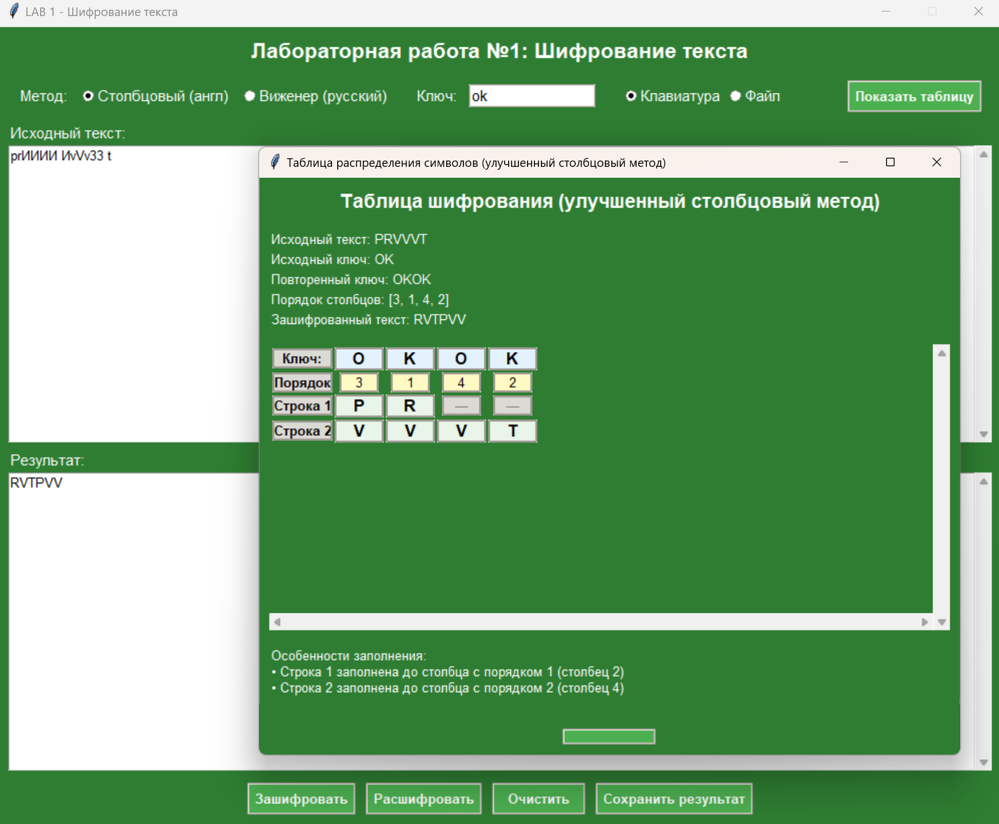 LAB 1 - Шифрование текста
Лабораторная работа №1: Шифрование текста
Метод: Столбцовый (англ) Виженер (русский) Ключ: ok Клавиатура Файл Показать таблицу
Исходный текст:
prИИИИ ИvVv33 t
Таблица распределения символов (улучшенный столбцовый метод)
Таблица шифрования (улучшенный столбцовый метод)
Исходный текст: PRVVVT
Исходный ключ: OK
Повторенный ключ: OKOK
Порядок столбцов: [3, 1, 4, 2]
Зашифрованный текст: RVTPVV
Ключ: O K O K
Порядок 3 1 4 2
Строка 1 P R — —
Строка 2 V V V T
Особенности заполнения:
• Строка 1 заполнена до столбца с порядком 1 (столбец 2)
• Строка 2 заполнена до столбца с порядком 2 (столбец 4)
Результат:
RVTPVV
Зашифровать Расшифровать Очистить Сохранить результат